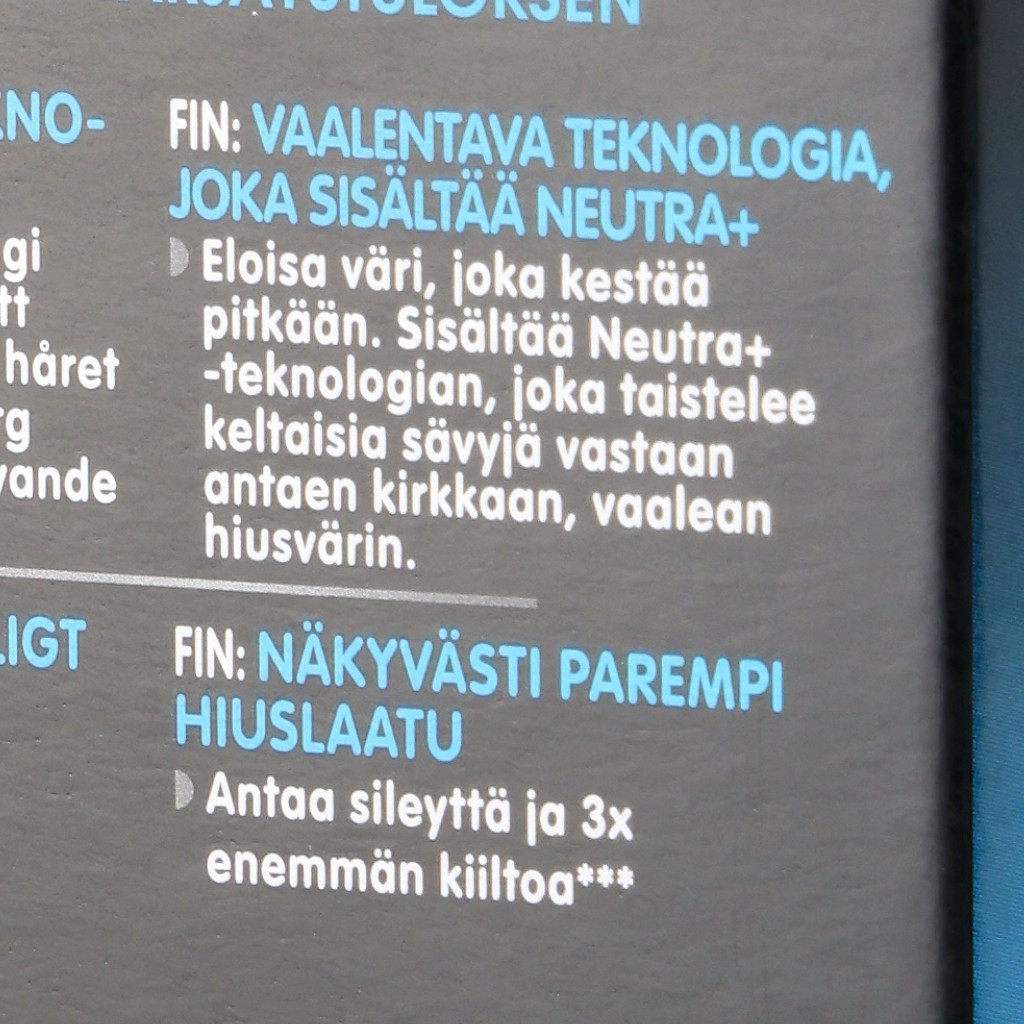 FIN: VAALENTAVA TEKNOLOGIA,
JOKA SISÄLTÄÄ NEUTRA+
Eloisa väri, joka kestää
pitkään. Sisältää Neutra+
-teknologian, joka taistelee
keltaisia sävyjä vastaan
antaen kirkkaan, vaalean
hiusvärin.
håret
FIN: NÄKYVÄSTI PAREMPI
HIUSLAATU
Antaa sileyttä ja 3x
enemmän kiiltoa***